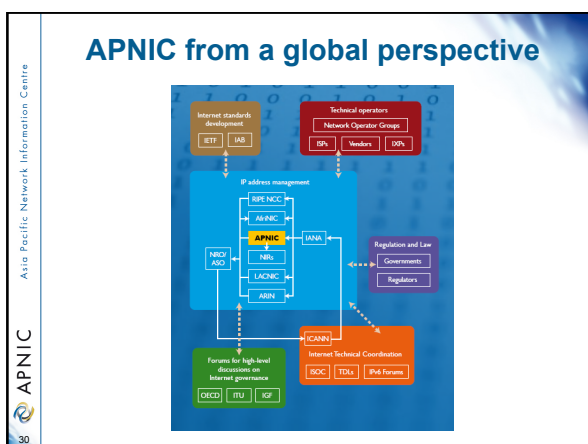 APNIC from a global perspective
Asia Pacific Network Information Centre
Internet standards
development
IETF
IAB
Technical operators
Network Operator Groups
ISPs
Vendors
IXPs
IP address management
RIPE NCC
AfriNIC
APNIC
IANA
NRO/
ASO
NIRs
LACNIC
ARIN
Regulation and Law
Governments
Regulators
ICANN
Forums for high-level
discussions on
Internet governance
OECD
ITU
IGF
Internet Technical Coordination
ISOC
TDLs
IPv6 Forums
APNIC
30